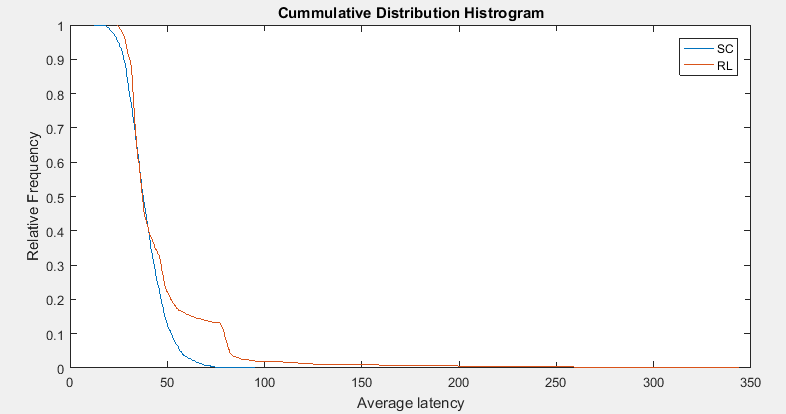 Cummulative Distribution Histrogram
SC
RL
1
0.9
0.8
0.7
0.6
0.5
0.4
0.3
0.2
0.1
0
Relative Frequency
0 50 100 150 200 250 300 350
Average latency